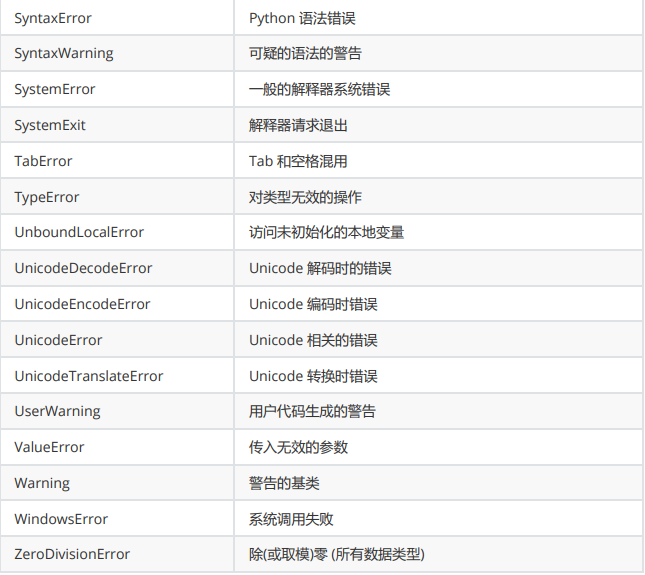 SyntaxError Python 语法错误
SyntaxWarning 可疑的语法的警告
SystemError 一般的解释器系统错误
SystemExit 解释器请求退出
TabError Tab 和空格混用
TypeError 对类型无效的操作
UnboundLocalError 访问未初始化的本地变量
UnicodeDecodeError Unicode 解码时的错误
UnicodeEncodeError Unicode 编码时错误
UnicodeError Unicode 相关的错误
UnicodeTranslateError Unicode 转换时错误
UserWarning 用户代码生成的警告
ValueError 传入无效的参数
Warning 警告的基类
WindowsError 系统调用失败
ZeroDivisionError 除(或取模)零 (所有数据类型)